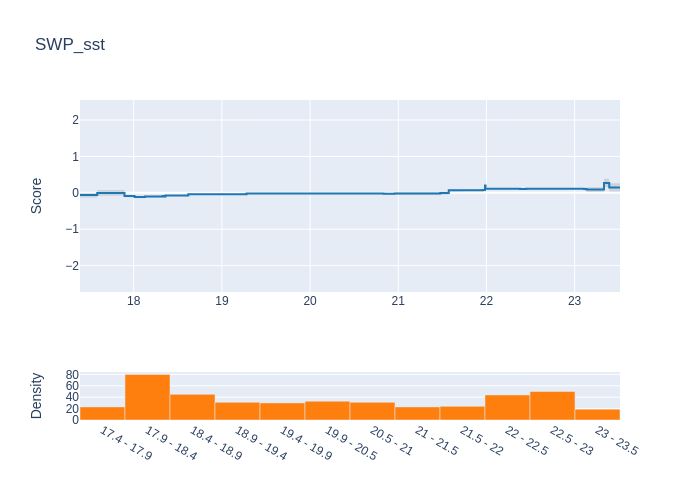 SWP_sst
Score
2
1
0
−1
−2
18
19
20
21
22
23
Density
80
60
40
20
0
17.4 - 17.9
17.9 - 18.4
18.4 - 18.9
18.9 - 19.4
19.4 - 19.9
19.9 - 20.5
20.5 - 21
21 - 21.5
21.5 - 22
22 - 22.5
22.5 - 23
23 - 23.5